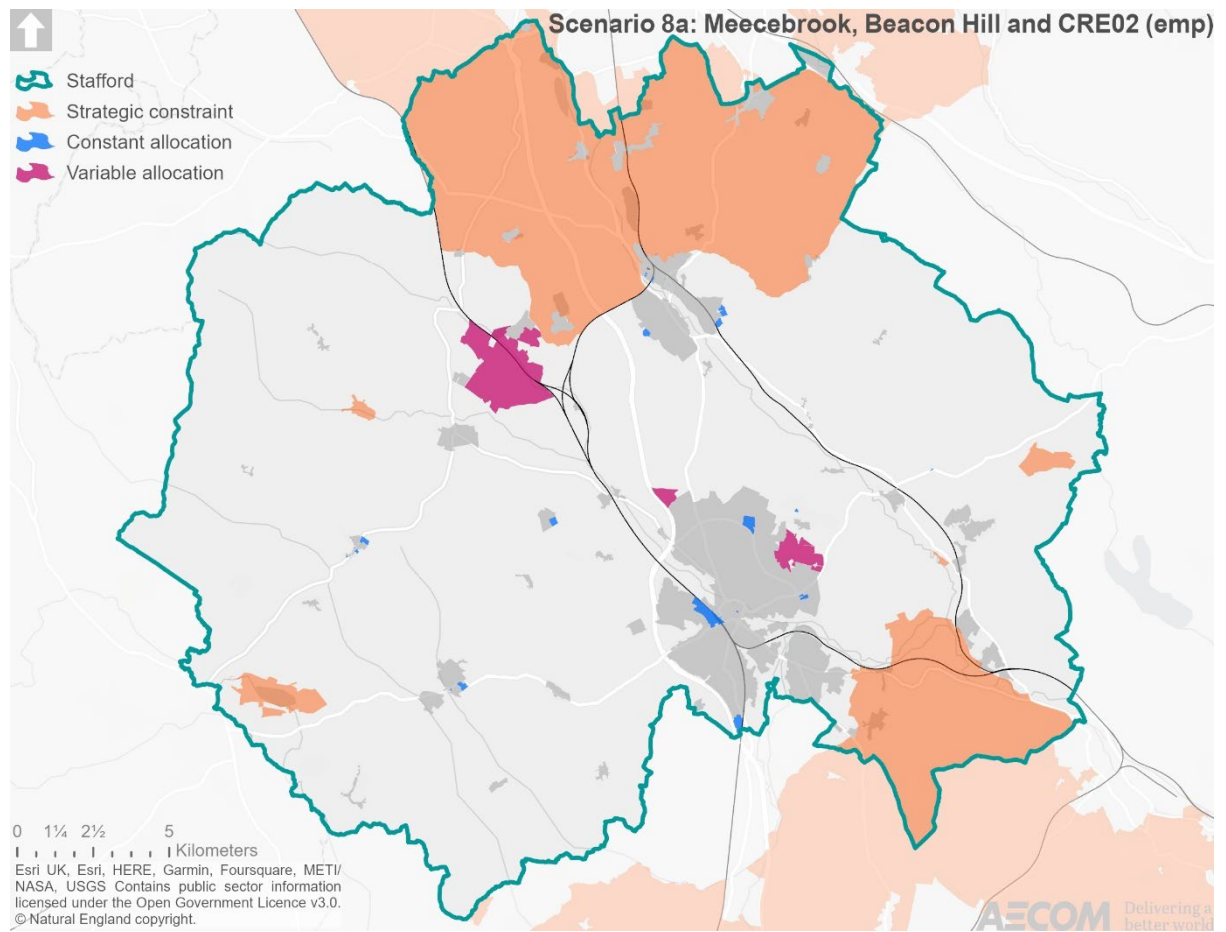 Scenario 8a: Meecebrook, Beacon Hill and CRE02 (emp)
Stafford
Strategic constraint
Constant allocation
Variable allocation
0 1¼ 2½ 5
Kilometers
Esri UK, Esri, HERE, Garmin, Foursquare, METI/
NASA, USGS Contains public sector information
licensed under the Open Government Licence v3.0.
© Natural England copyright.
AECOM Delivering a
better world